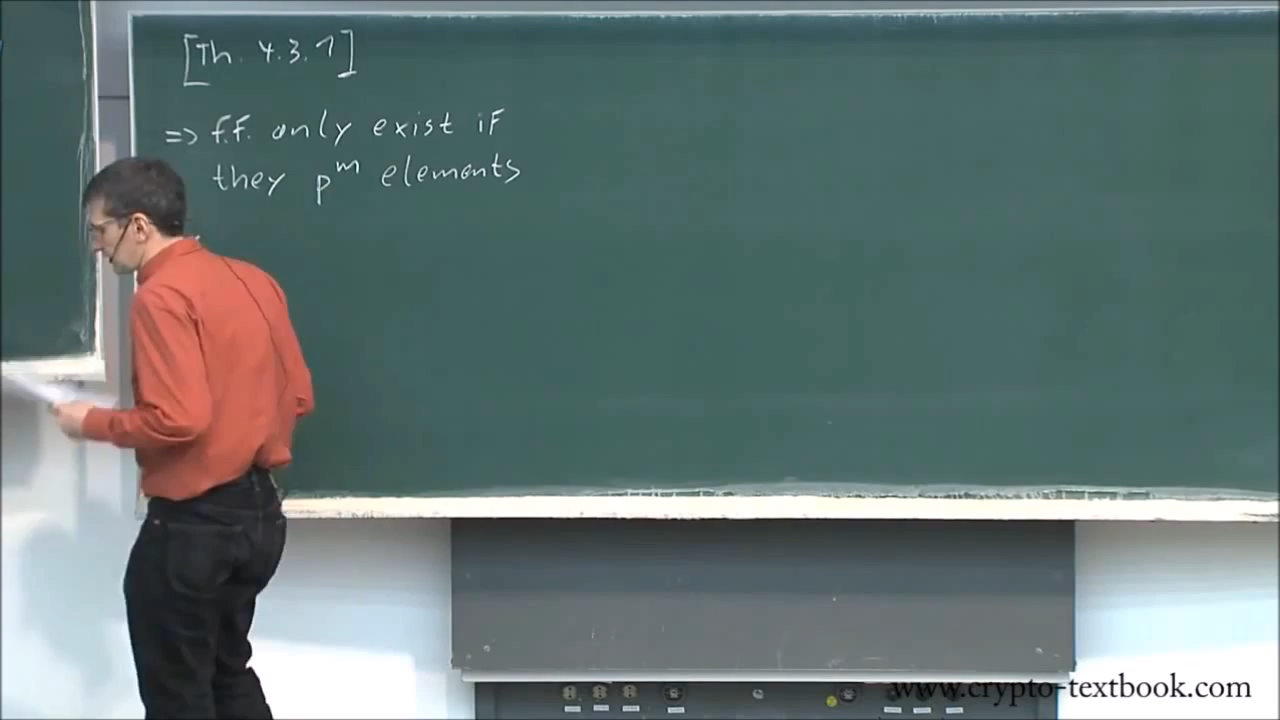 [Th. 4.3.1]
=> f.f. only exist if
they p^m elements
www.crypto-textbook.com